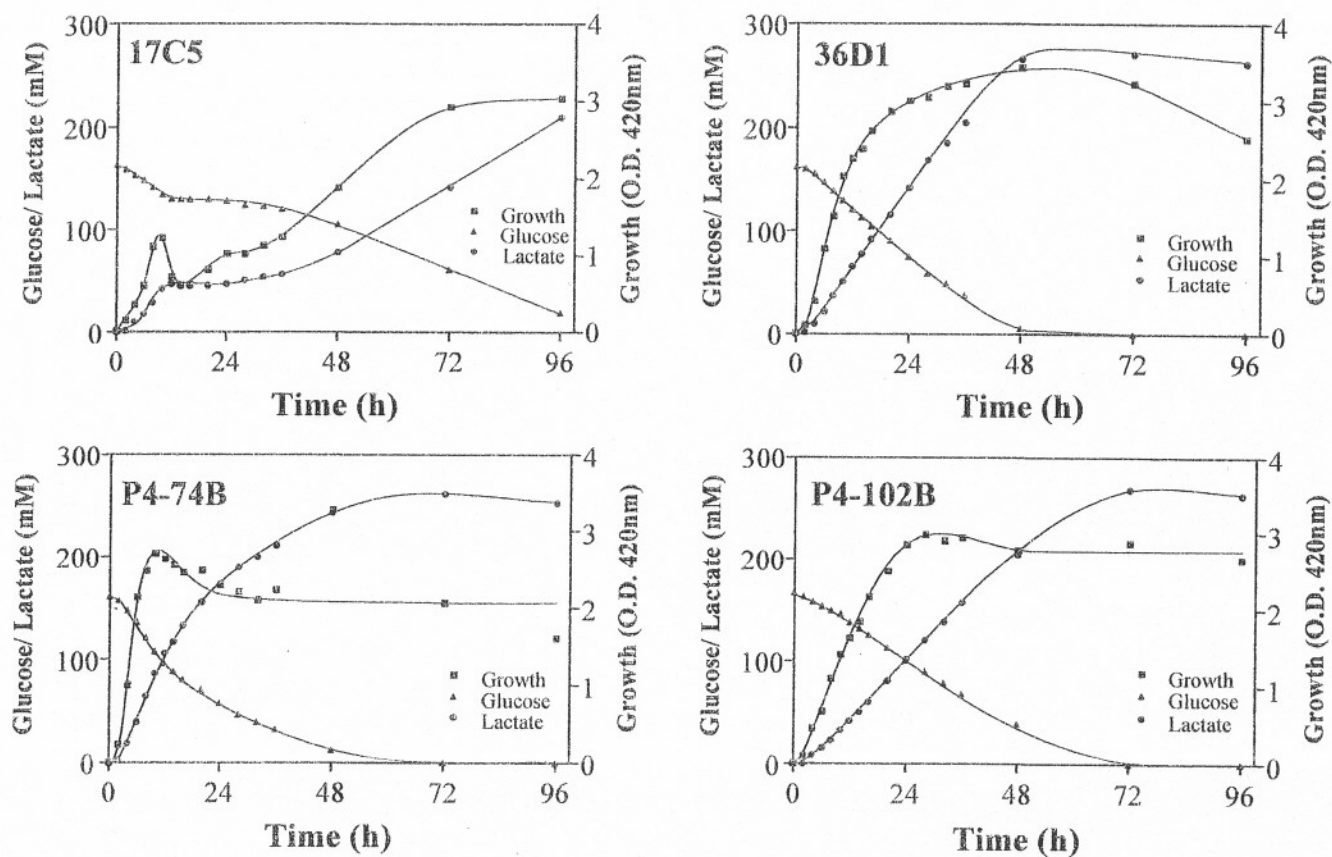 17C5
Glucose/ Lactate (mM)
300
200
100
0
4
3
2
1
0
Growth (O.D. 420nm)
Growth
Glucose
Lactate
0 24 48 72 96
Time (h)
36D1
Glucose/ Lactate (mM)
300
200
100
0
4
3
2
1
0
Growth (O.D. 420nm)
Growth
Glucose
Lactate
0 24 48 72 96
Time (h)
P4-74B
Glucose/ Lactate (mM)
300
200
100
0
4
3
2
1
0
Growth (O.D. 420nm)
Growth
Glucose
Lactate
0 24 48 72 96
Time (h)
P4-102B
Glucose/ Lactate (mM)
300
200
100
0
4
3
2
1
0
Growth (O.D. 420nm)
Growth
Glucose
Lactate
0 24 48 72 96
Time (h)